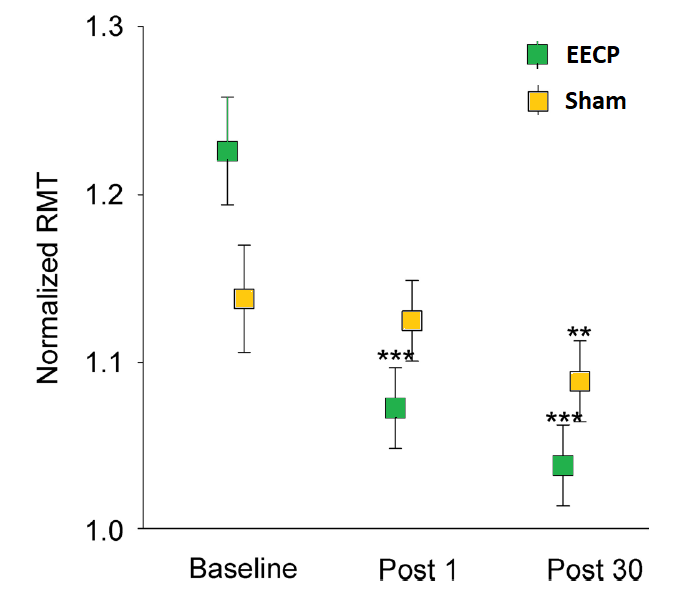 1.3
EECP
Sham
1.2
Normalized RMT
**
***
1.1
***
1.0
Baseline
Post 1
Post 30